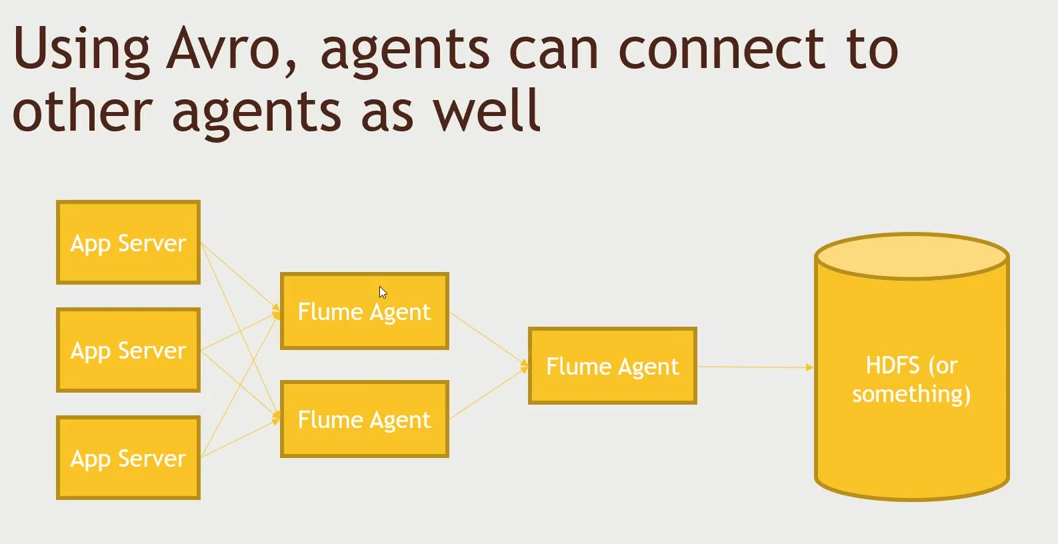 Using Avro, agents can connect to
other agents as well
App Server
App Server
App Server
Flume Agent
Flume Agent
Flume Agent
HDFS (or
something)